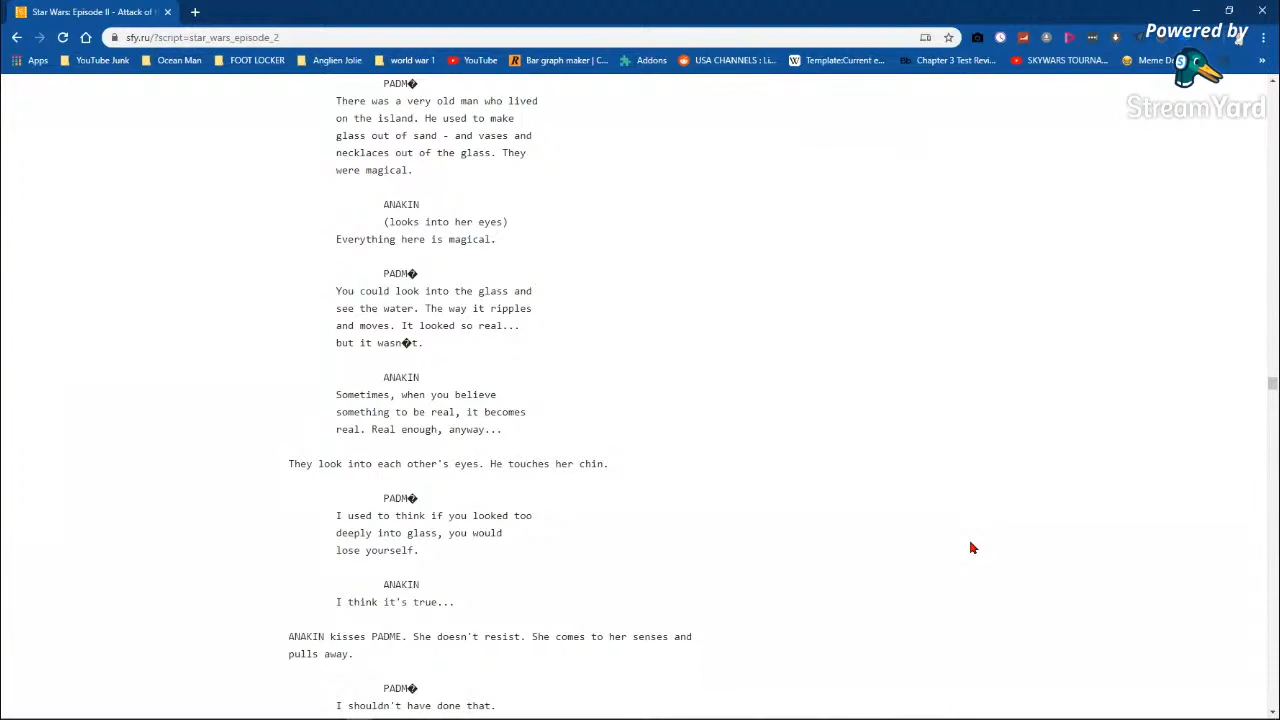 Star Wars: Episode II - Attack of t
sfy.ru/?script=star_wars_episode_2
Powered by
Apps YouTube Junk Ocean Man FOOT LOCKER Anglien Jolie world war 1 YouTube Bar graph maker | C... Addons USA CHANNELS : Li... Template:Current e... Bb Chapter 3 Test Revi... SKYWARS TOURNA... Meme De »
StreamYard
PADM�
There was a very old man who lived
on the island. He used to make
glass out of sand - and vases and
necklaces out of the glass. They
were magical.
ANAKIN
(looks into her eyes)
Everything here is magical.
PADM�
You could look into the glass and
see the water. The way it ripples
and moves. It looked so real...
but it wasn�t.
ANAKIN
Sometimes, when you believe
something to be real, it becomes
real. Real enough, anyway...
They look into each other's eyes. He touches her chin.
PADM�
I used to think if you looked too
deeply into glass, you would
lose yourself.
ANAKIN
I think it's true...
ANAKIN kisses PADME. She doesn't resist. She comes to her senses and
pulls away.
PADM�
I shouldn't have done that.